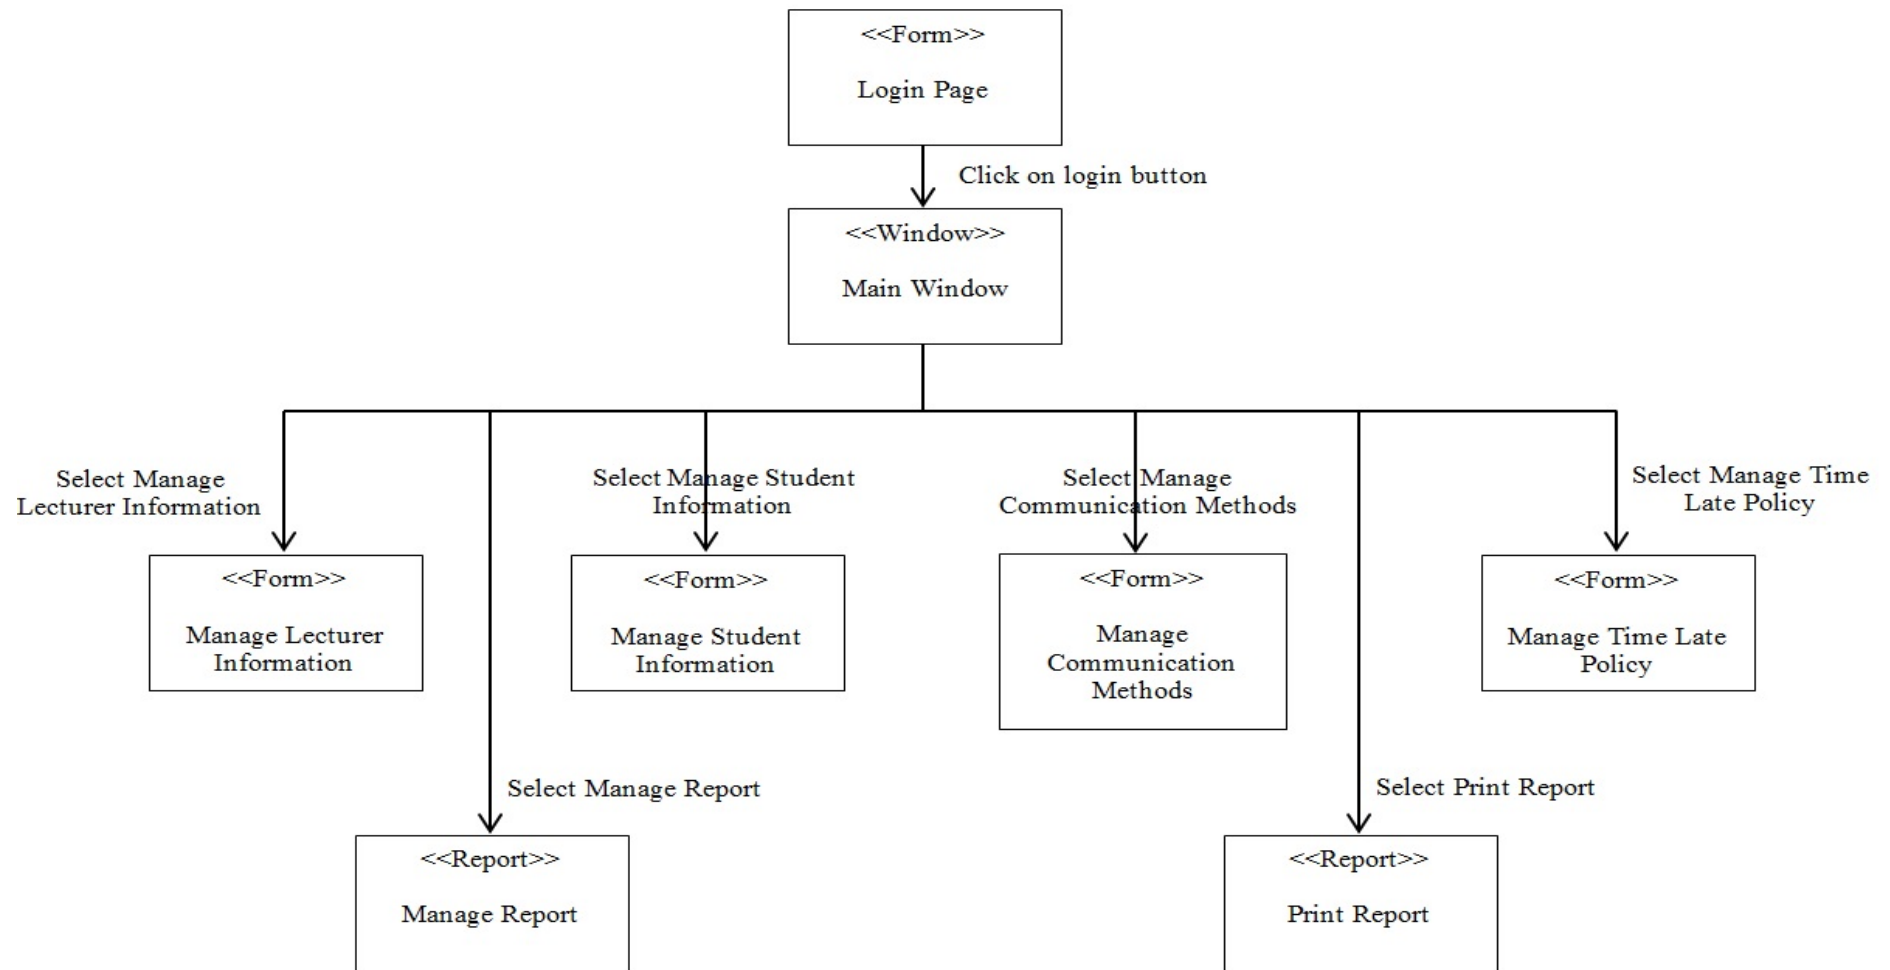 <<Form>>
Login Page
Click on login button
<<Window>>
Main Window
Select Manage
Lecturer Information
Select Manage Student
Information
Select Manage
Communication Methods
Select Manage Time
Late Policy
<<Form>>
Manage Lecturer
Information
<<Form>>
Manage Student
Information
<<Form>>
Manage
Communication
Methods
<<Form>>
Manage Time Late
Policy
Select Manage Report
Select Print Report
<<Report>>
Manage Report
<<Report>>
Print Report